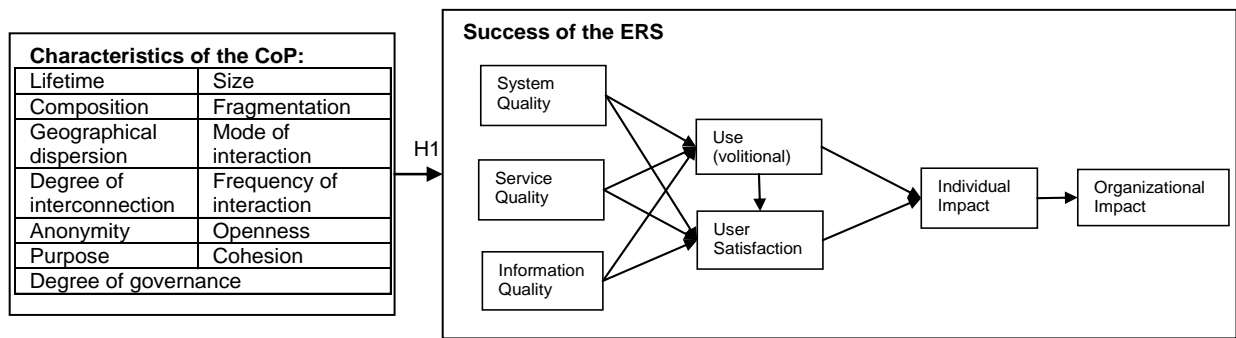 Characteristics of the CoP:
Lifetime Size
Composition Fragmentation
Geographical Mode of
dispersion interaction
Degree of Frequency of
interconnection interaction
Anonymity Openness
Purpose Cohesion
Degree of governance
H1
Success of the ERS
System
Quality
Service
Quality
Information
Quality
Use
(volitional)
User
Satisfaction
Individual
Impact
Organizational
Impact